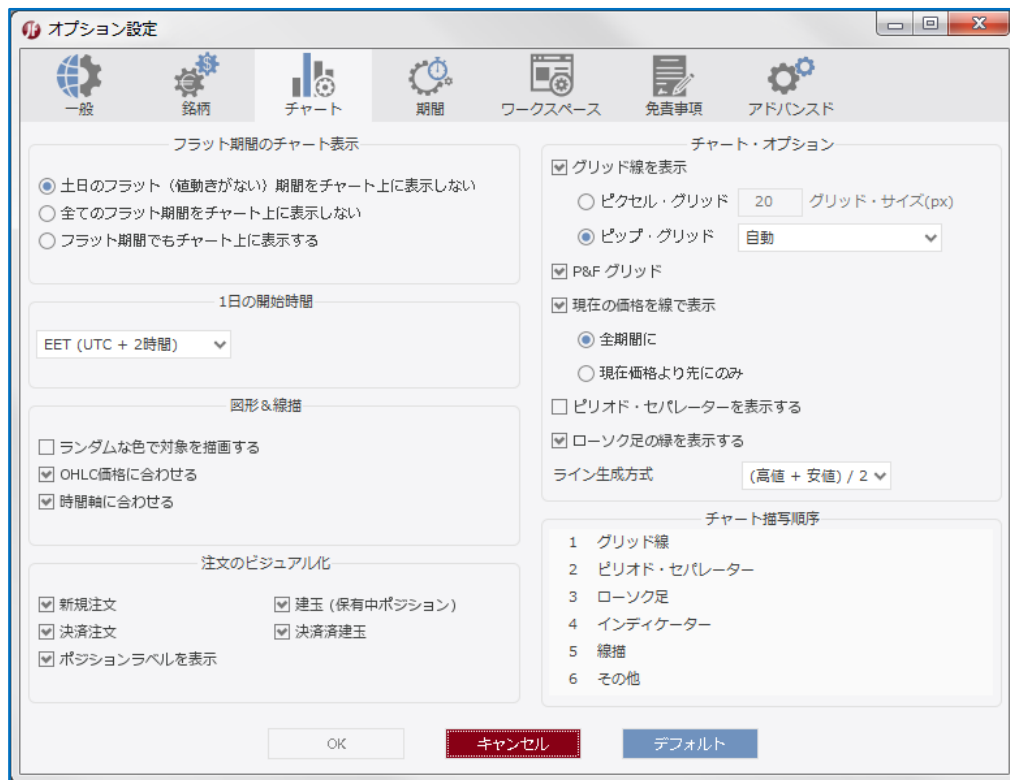 オプション設定
一般
銘柄
チャート
期間
ワークスペース
免責事項
アドバンスド
フラット期間のチャート表示
土日のフラット（値動きがない）期間をチャート上に表示しない
全てのフラット期間をチャート上に表示しない
フラット期間でもチャート上に表示する
1日の開始時間
EET (UTC + 2時間)
図形＆線描
ランダムな色で対象を描画する
OHLC価格に合わせる
時間軸に合わせる
注文のビジュアル化
新規注文
建玉 (保有中ポジション)
決済注文
決済済建玉
ポジションラベルを表示
チャート・オプション
グリッド線を表示
ピクセル・グリッド 20 グリッド・サイズ(px)
ピップ・グリッド 自動
P&F グリッド
現在の価格を線で表示
全期間に
現在価格より先にのみ
ピリオド・セパレーターを表示する
ローソク足の縁を表示する
ライン生成方式 (高値 + 安値) / 2
チャート描写順序
1 グリッド線
2 ピリオド・セパレーター
3 ローソク足
4 インディケーター
5 線描
6 その他
OK
キャンセル
デフォルト